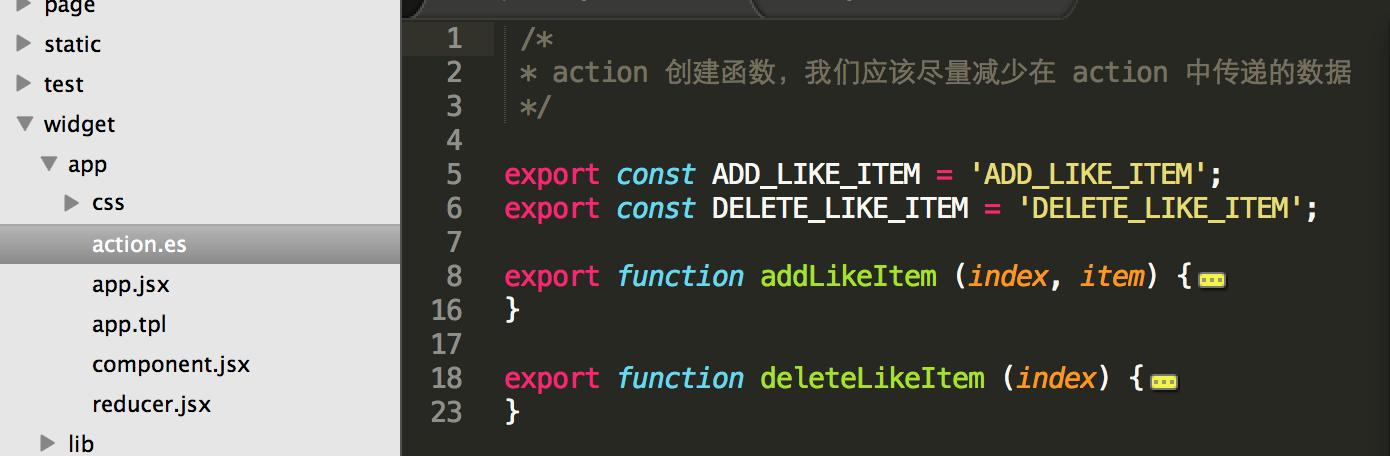 page
static
test
widget
app
css
action.es
app.jsx
app.tpl
component.jsx
reducer.jsx
lib
1 /*
2 * action 创建函数，我们应该尽量减少在 action 中传递的数据
3 */
4
5 export const ADD_LIKE_ITEM = 'ADD_LIKE_ITEM';
6 export const DELETE_LIKE_ITEM = 'DELETE_LIKE_ITEM';
7
8 export function addLikeItem (index, item) {
16 }
17
18 export function deleteLikeItem (index) {
23 }